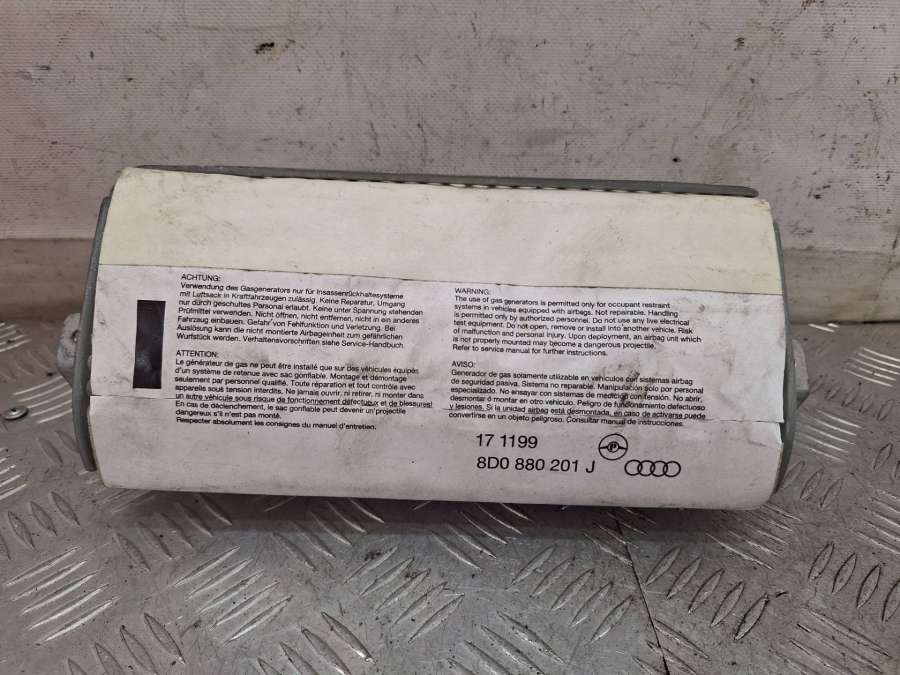 ACHTUNG:
Verwendung des Gasgenerators nur für Insassenrückhaltesysteme
mit Luftsack in Kraftfahrzeugen zulässig. Keine Reparatur, Umgang
nur dürch geschultes Personal erlaubt. Keine unter Spannung stehenden
Prüfmittel verwenden. Nicht öffnen, nicht entfernen, nicht in ein anderes
Fahrzeug einbauen. Gefahr von Fehlfunktion und Verletzung. Bei
Auslösung kann die nicht montierte Airbageinheit zum gefährlichen
Wurfstück werden. Verhaltensvorschriften siehe Service-Handbuch.
ATTENTION:
Le générateur de gaz ne peut être installé que sur des véhicules équipés
d'un système de retenue avec sac gonflable. Montage et démontage
seulement par personnel qualifié. Toute réparation et tout contrôle avec
appareils sous tension interdits. Ne jamais ouvrir, ni retirer, ni monter dans
un autre véhicule sous risque de fonctionnement défectueux et de blessures!
En cas de déclenchement, le sac gonflable peut devenir un projectile
dangereux s'il n'est pas monté.
Respecter absolument les consignes du manuel d'entretien.
WARNING:
The use of gas generators is permitted only for occupant restraint
systems in vehicles equipped with airbags. Not reparable. Handling
is permitted only by authorized personnel. Do not use any live electrical
test equipment. Do not open, remove or install into another vehicle. Risk
of malfunction and personal injury. Upon deployment, an airbag unit which
is not properly mounted may become a dangerous projectile.
Refer to service manual for further instructions.
AVISO:
Generador de gas solamente utilizable en vehículos con sistemas airbag
de seguridad pasiva. Sistema no reparable. Manipulación solo por personal
especializado. No ensayar con sistemas de medición con tensión. No abrir,
desmontar ó montar en otro vehículo. Peligro de funcionamiento defectuoso
y lesiones. Si la unidad airbag está desmontada, en caso de activarse puede
convertirse en un objeto peligroso. Consultar manual de instrucciones.
17 1199
P
8D0 880 201 J